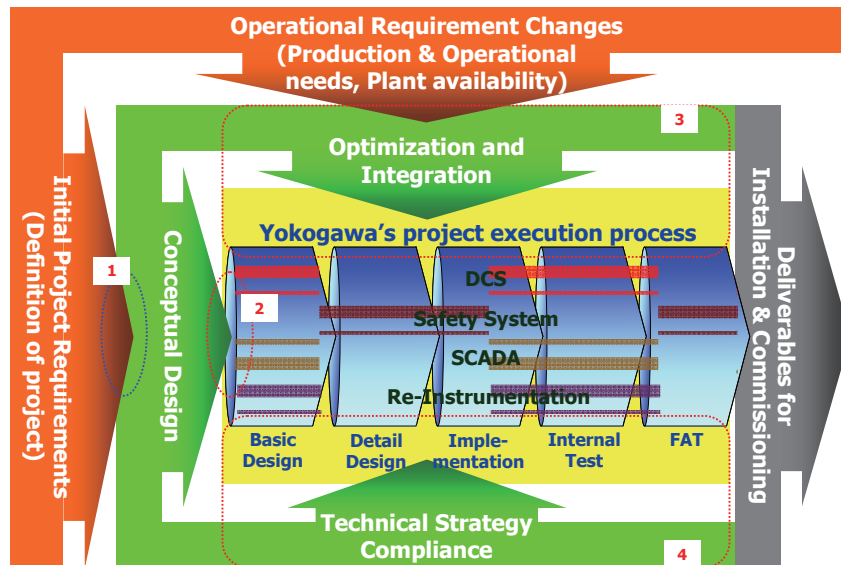 Operational Requirement Changes
(Production & Operational
needs, Plant availability)
3
Optimization and
Integration
Initial Project Requirements
(Definition of project)
1
Conceptual Design
2
Yokogawa's project execution process
DCS
Safety System
SCADA
Re-Instrumentation
Basic
Design
Detail
Design
Imple-
mentation
Internal
Test
FAT
Technical Strategy
Compliance
4
Deliverables for
Installation & Commissioning